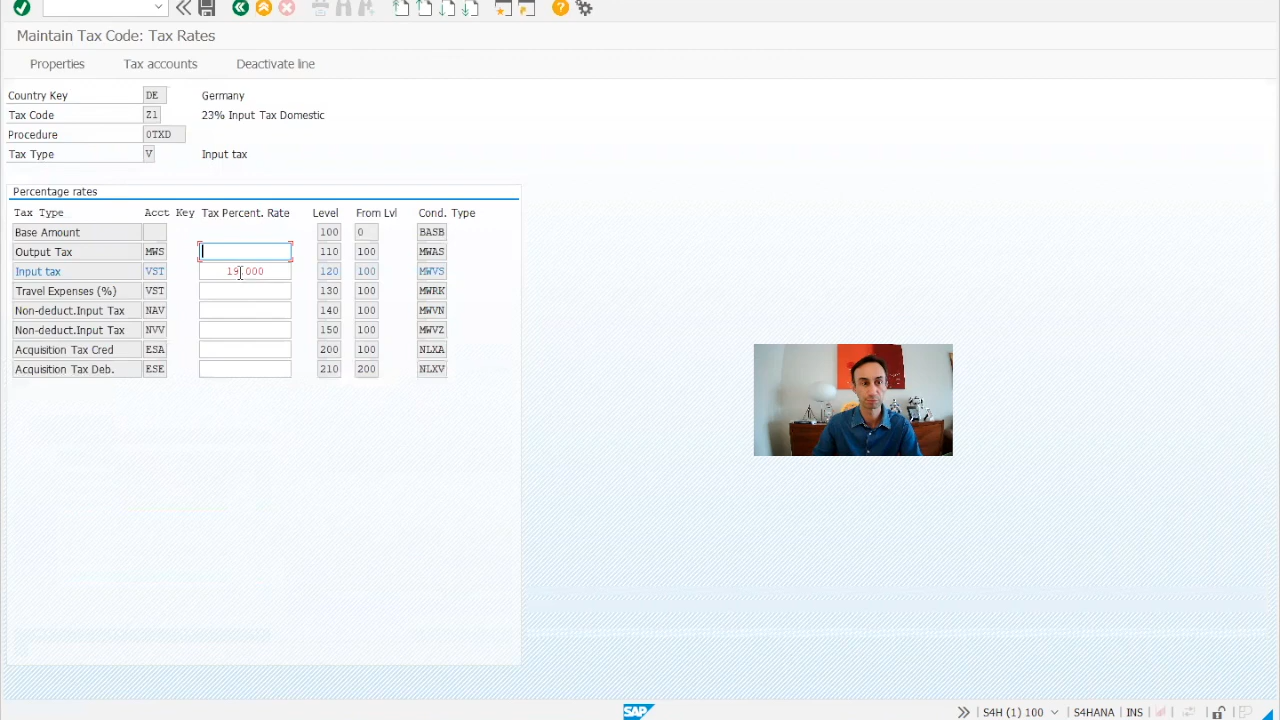 Maintain Tax Code: Tax Rates
Properties Tax accounts Deactivate line
Country Key DE Germany
Tax Code Z1 23% Input Tax Domestic
Procedure 0TXD
Tax Type V Input tax
Percentage rates
Tax Type Acct Key Tax Percent. Rate Level From Lvl Cond. Type
Base Amount 100 0 BASB
Output Tax MWS 110 100 MWAS
Input tax VST 19.000 120 100 MWVS
Travel Expenses (%) VST 130 100 MWRK
Non-deduct.Input Tax NAV 140 100 MWVN
Non-deduct.Input Tax NVV 150 100 MWVZ
Acquisition Tax Cred ESA 200 100 NLXA
Acquisition Tax Deb. ESE 210 200 NLXV
SAP S4H (1) 100 S4HANA INS